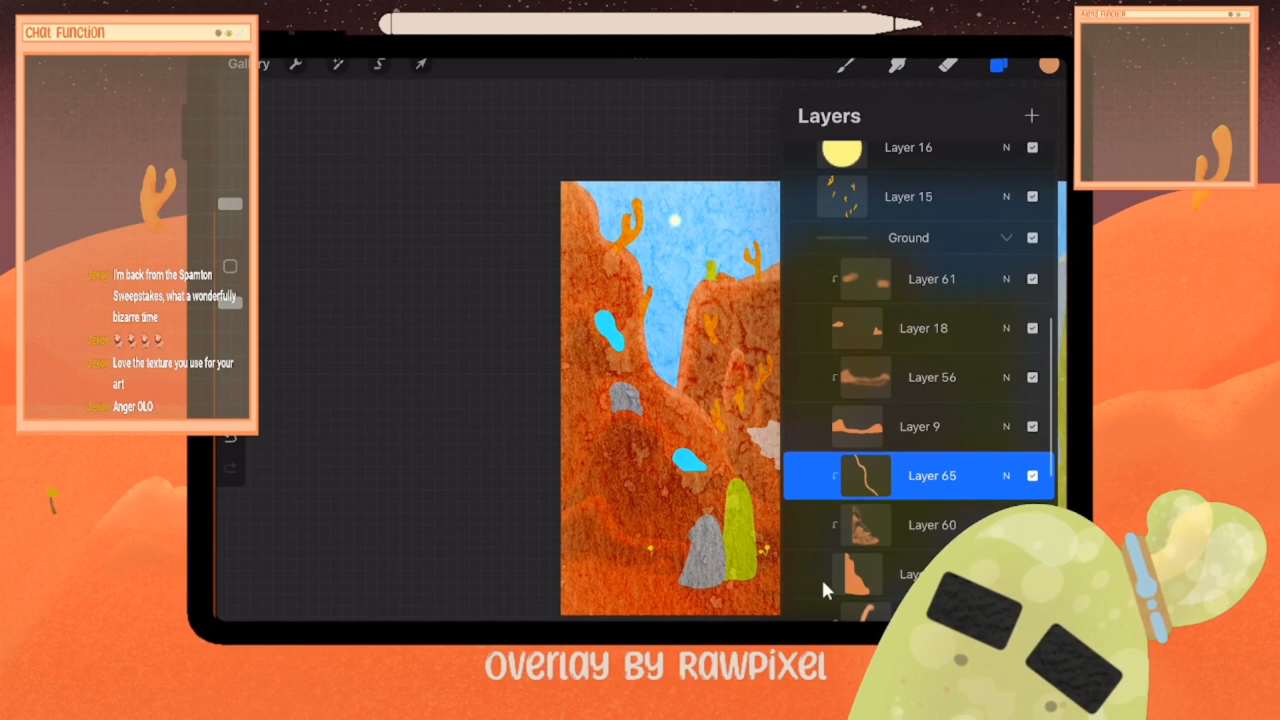 CHat Function
Gallery
Jekoi I'm back from the Spamton
Sweepstakes, what a wonderfully
bizarre time
Love the texture you use for your
art
Anger OLO
Layers
Layer 16 N
Layer 15 N
Ground
Layer 61 N
Layer 18 N
Layer 56 N
Layer 9 N
Layer 65 N
Layer 60
Lay
Overlay By Rawpixel